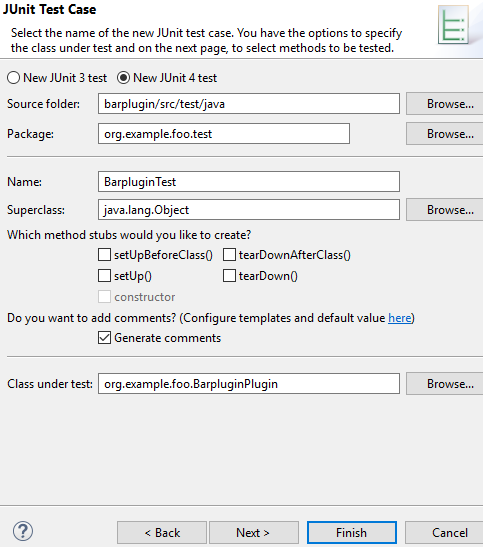 JUnit Test Case
Select the name of the new JUnit test case. You have the options to specify
the class under test and on the next page, to select methods to be tested.
New JUnit 3 test New JUnit 4 test
Source folder: barplugin/src/test/java Browse...
Package: org.example.foo.test Browse...
Name: BarpluginTest
Superclass: java.lang.Object Browse...
Which method stubs would you like to create?
setUpBeforeClass() tearDownAfterClass()
setUp() tearDown()
constructor
Do you want to add comments? (Configure templates and default value here)
Generate comments
Class under test: org.example.foo.BarpluginPlugin Browse...
? < Back Next > Finish Cancel